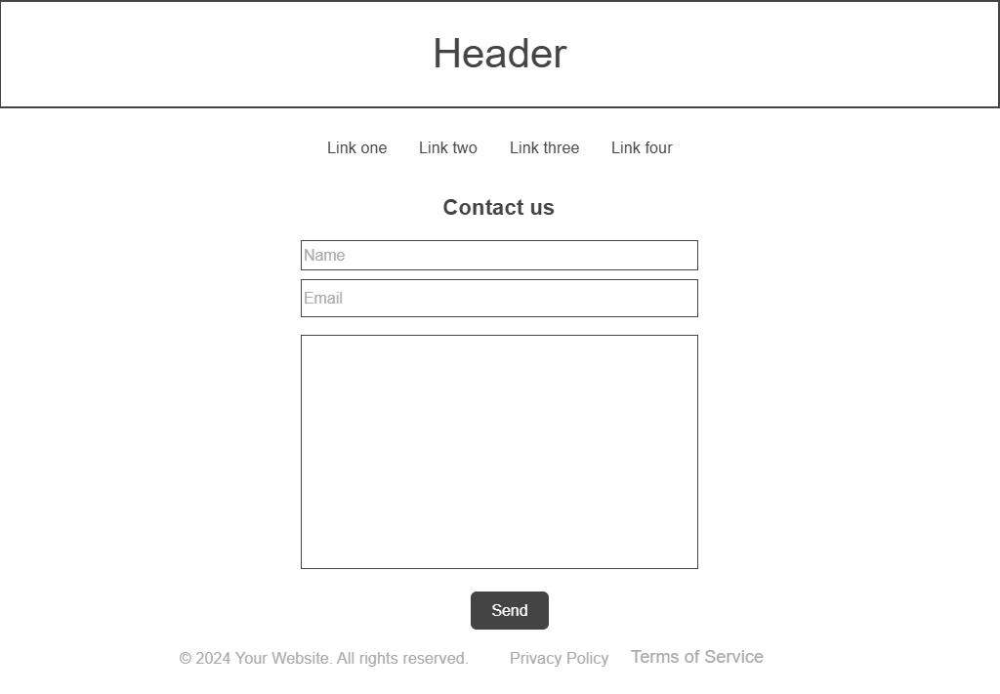 Header
Link one Link two Link three Link four
Contact us
Name
Email
Send
© 2024 Your Website. All rights reserved. Privacy Policy Terms of Service